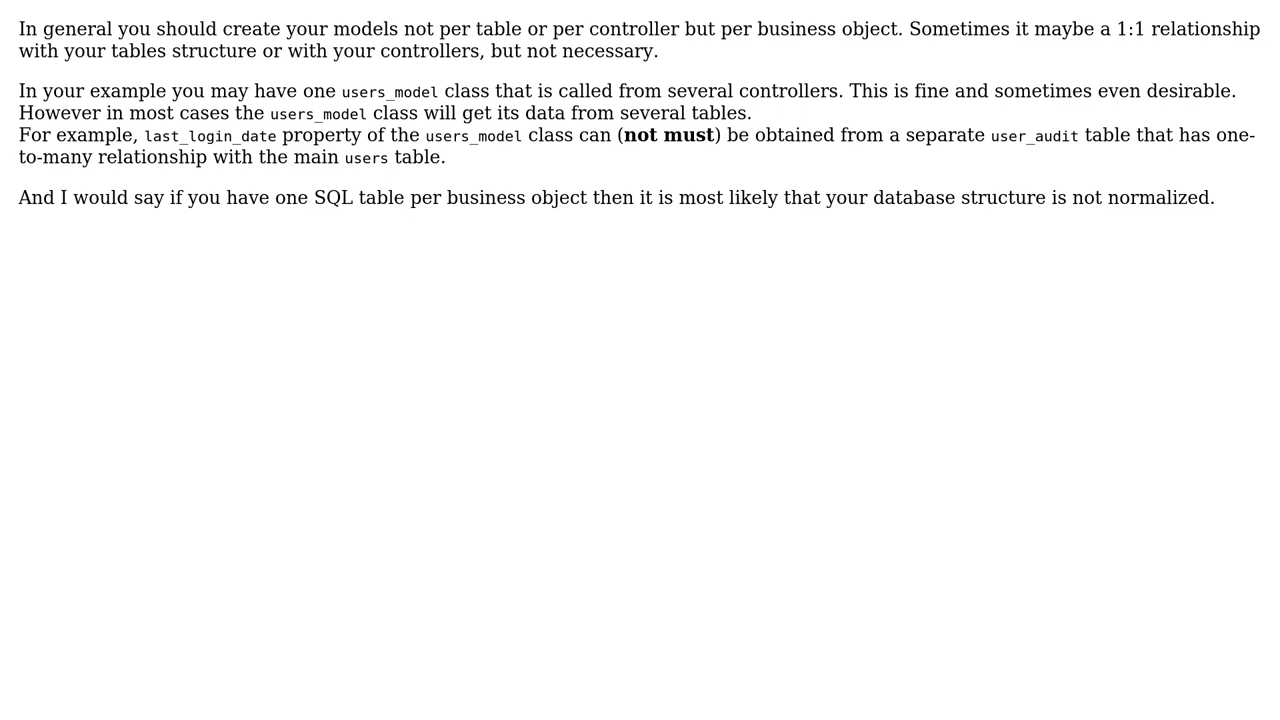 In general you should create your models not per table or per controller but per business object. Sometimes it maybe a 1:1 relationship
with your tables structure or with your controllers, but not necessary.
In your example you may have one users_model class that is called from several controllers. This is fine and sometimes even desirable.
However in most cases the users_model class will get its data from several tables.
For example, last_login_date property of the users_model class can (not must) be obtained from a separate user_audit table that has one-
to-many relationship with the main users table.
And I would say if you have one SQL table per business object then it is most likely that your database structure is not normalized.